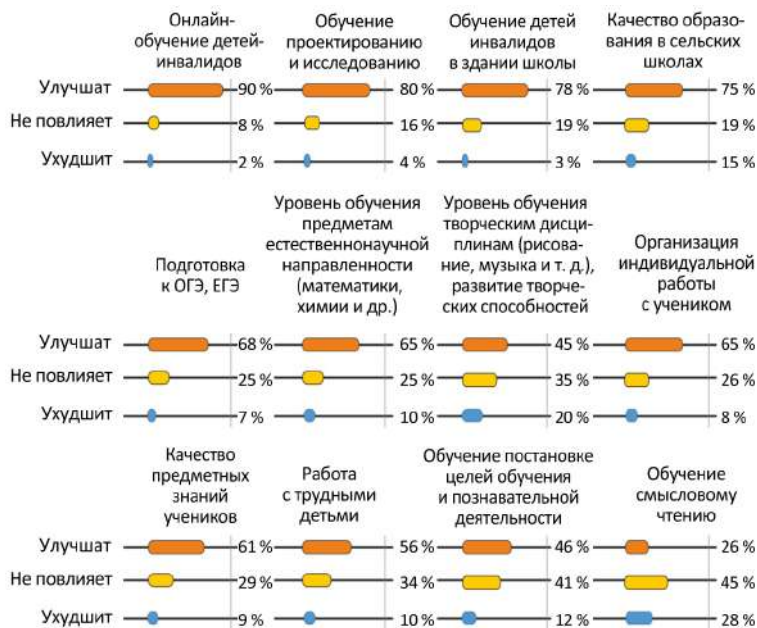 Онлайн-
обучение детей-
инвалидов
Обучение
проектированию
и исследованию
Обучение детей
инвалидов
в здании школы
Качество образо-
вания в сельских
школах
Улучшат 90 % 80 % 78 % 75 %
Не повлияет 8 % 16 % 19 % 19 %
Ухудшит 2 % 4 % 3 % 15 %
Подготовка
к ОГЭ, ЕГЭ
Уровень обучения
предметам
естественнонаучной
направленности
(математики,
химии и др.)
Уровень обучения
творческим дисци-
плинам (рисова-
ние, музыка и т. д.),
развитие творче-
ских способностей
Организация
индивидуальной
работы
с учеником
Улучшат 68 % 65 % 45 % 65 %
Не повлияет 25 % 25 % 35 % 26 %
Ухудшит 7 % 10 % 20 % 8 %
Качество
предметных
знаний
учеников
Работа
с трудными
детьми
Обучение постановке
целей обучения
и познавательной
деятельности
Обучение
смысловому
чтению
Улучшат 61 % 56 % 46 % 26 %
Не повлияет 29 % 34 % 41 % 45 %
Ухудшит 9 % 10 % 12 % 28 %